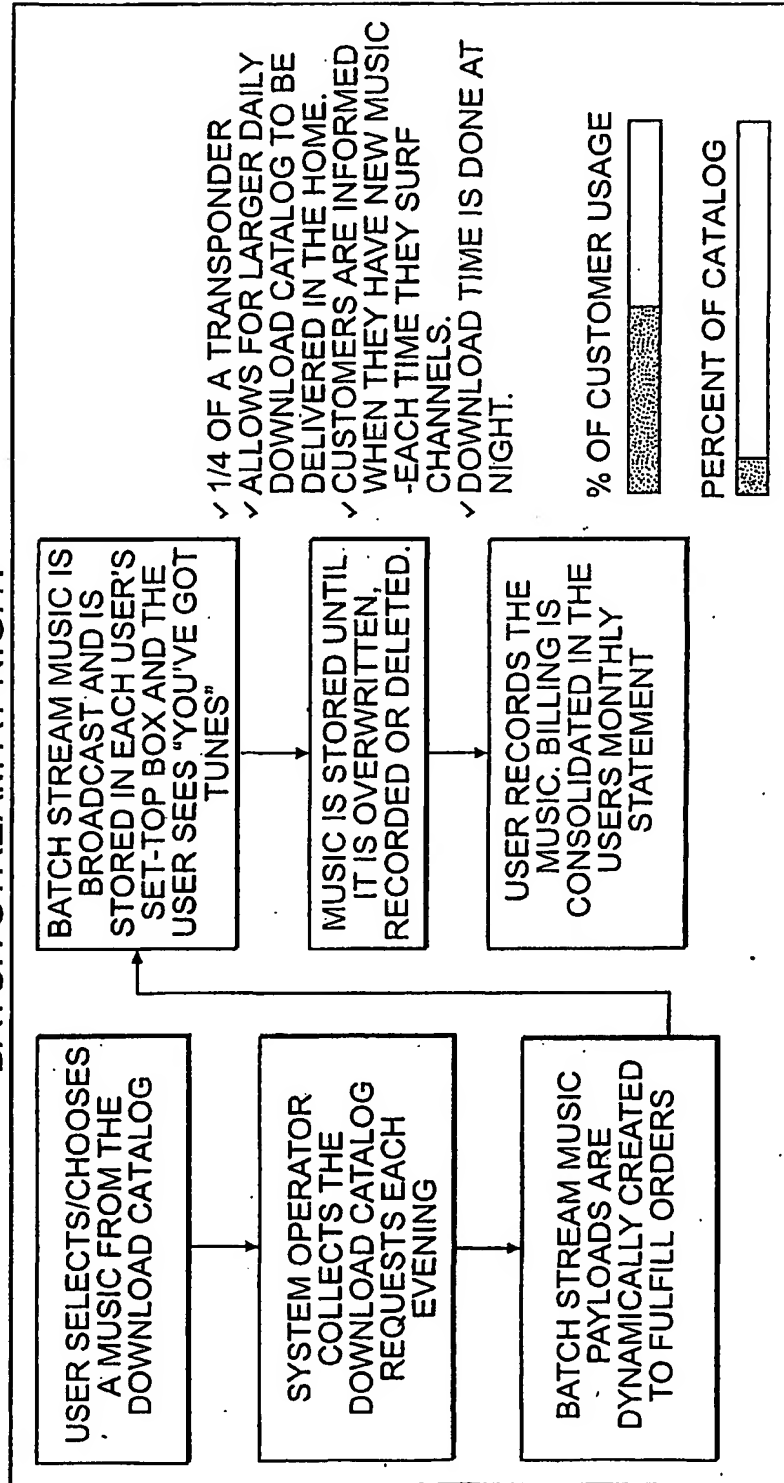 USER SELECTS/CHOOSES
A MUSIC FROM THE
DOWNLOAD CATALOG
SYSTEM OPERATOR
COLLECTS THE
DOWNLOAD CATALOG
REQUESTS EACH
EVENING
BATCH STREAM MUSIC
PAYLOADS ARE
DYNAMICALLY CREATED
TO FULFILL ORDERS
BATCH STREAM MUSIC IS
BROADCAST AND IS
STORED IN EACH USER'S
SET-TOP BOX AND THE
USER SEES "YOU'VE GOT
TUNES"
MUSIC IS STORED UNTIL
IT IS OVERWRITTEN,
RECORDED OR DELETED.
USER RECORDS THE
MUSIC. BILLING IS
CONSOLIDATED IN THE
USERS MONTHLY
STATEMENT
✓ 1/4 OF A TRANSPONDER
✓ ALLOWS FOR LARGER DAILY
DOWNLOAD CATALOG TO BE
DELIVERED IN THE HOME.
✓ CUSTOMERS ARE INFORMED
WHEN THEY HAVE NEW MUSIC
-EACH TIME THEY SURF
CHANNELS.
✓ DOWNLOAD TIME IS DONE AT
NIGHT.
% OF CUSTOMER USAGE
PERCENT OF CATALOG